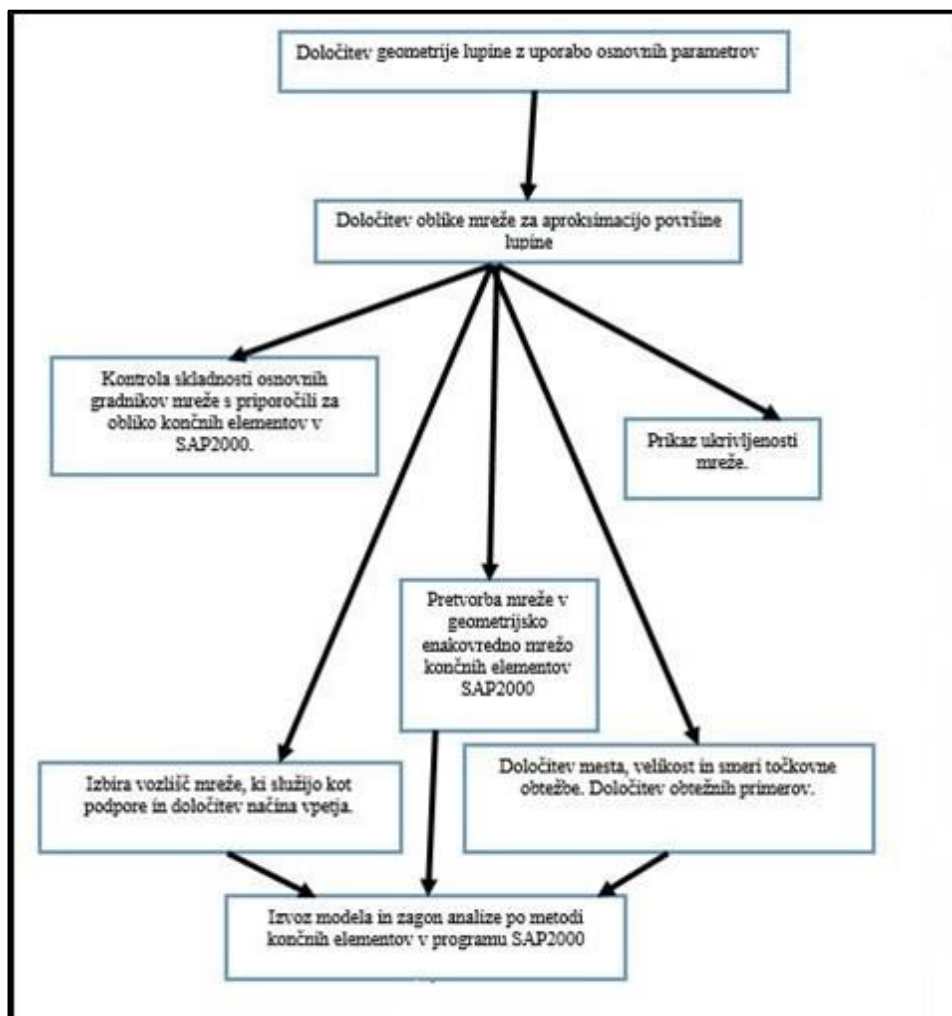 Določitev geometrije lupine z uporabo osnovnih parametrov
Določitev oblike mreže za aproksimacijo površine
lupine
Kontrola skladnosti osnovnih
gradnikov mreže s priporočili za
obliko končnih elementov v
SAP2000.
Prikaz ukrivljenosti
mreže.
Pretvorba mreže v
geometrijsko
enakovredno mrežo
končnih elementov
SAP2000
Izbira vozlišč mreže, ki služijo kot
podpore in določitev načina vpetja.
Določitev mesta, velikost in smeri točkovne
obtežbe. Določitev obtežnih primerov.
Izvoz modela in zagon analize po metodi
končnih elementov v programu SAP2000